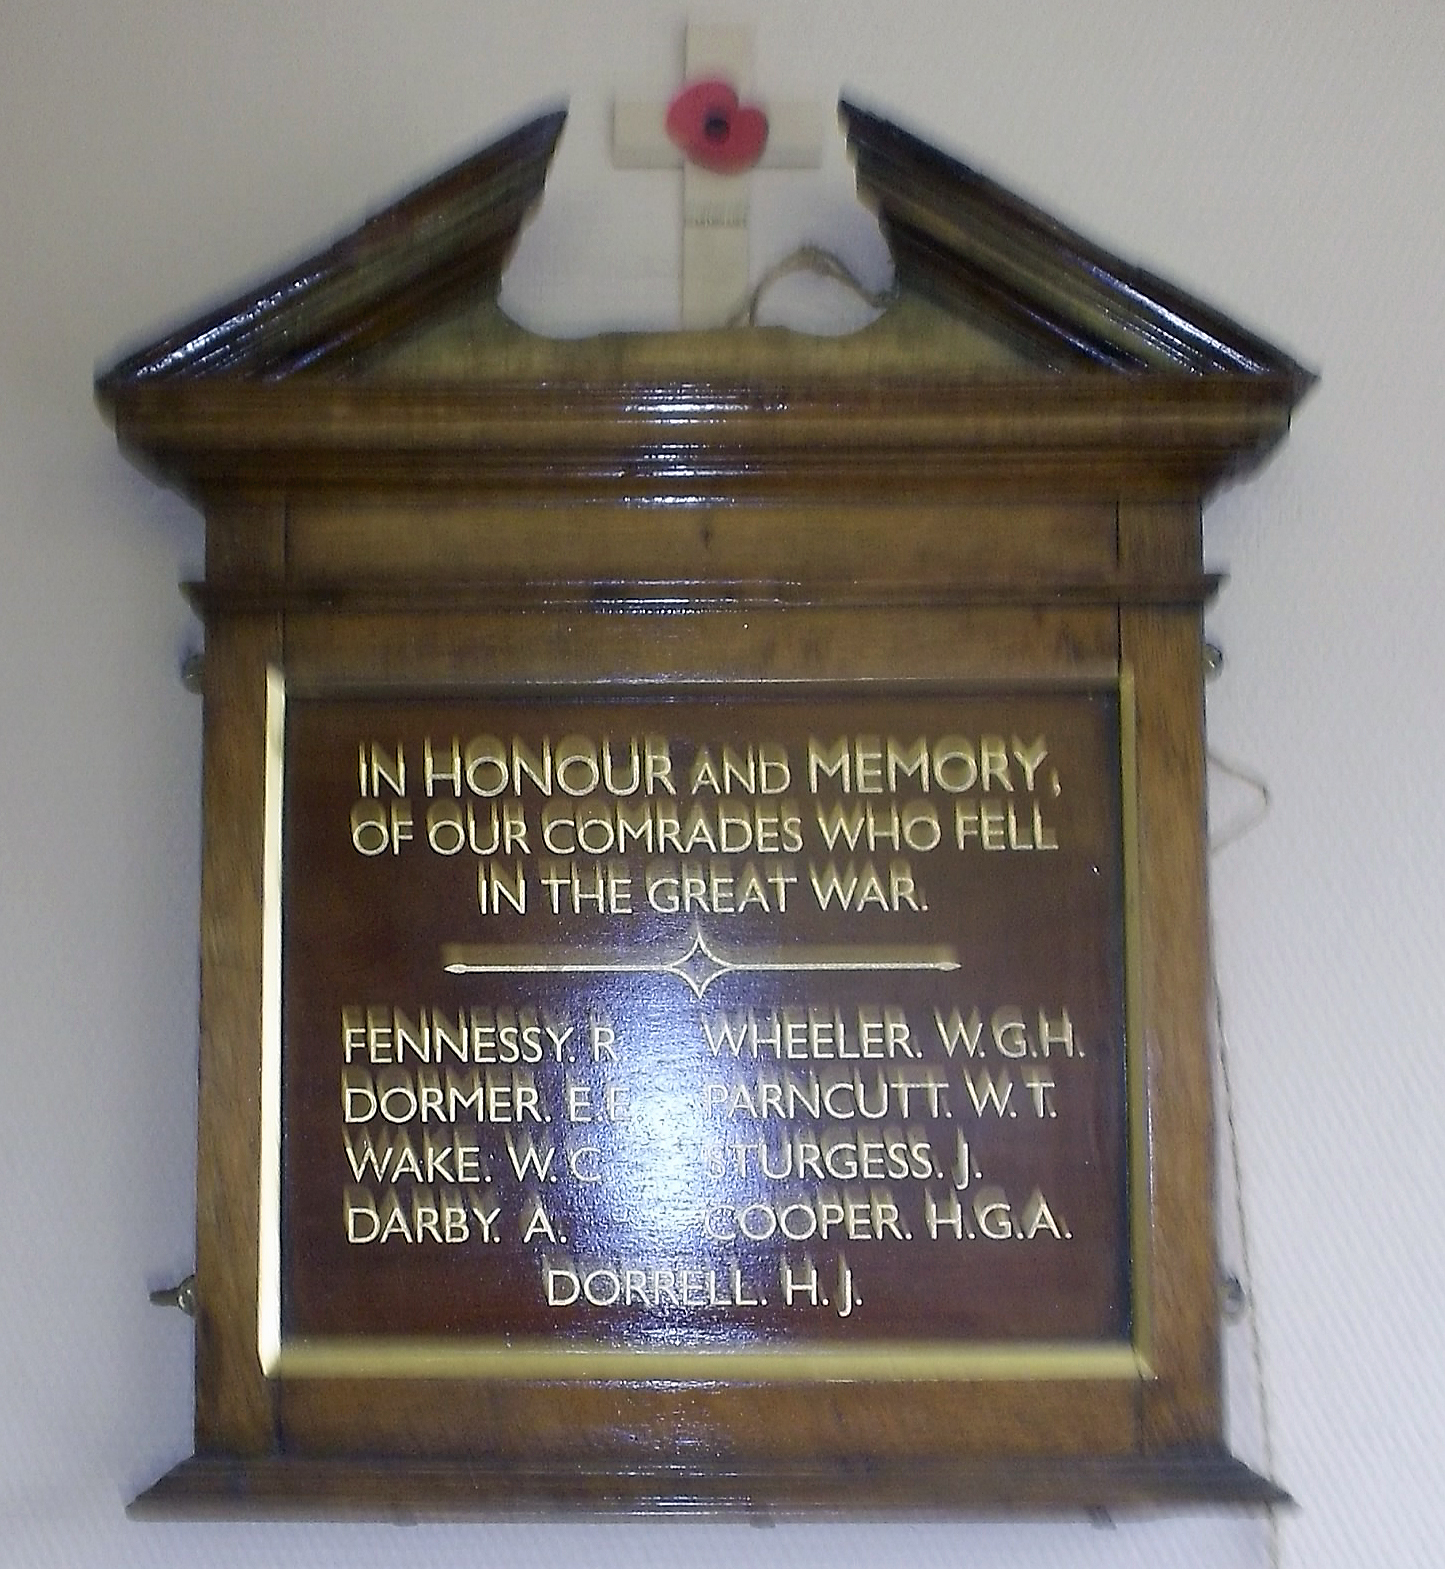 IN HONOUR AND MEMORY,
OF OUR COMRADES WHO FELL
IN THE GREAT WAR.
FENNESSY. R. WHEELER. W.G.H.
DORMER. E.E. PARNCUTT. W.T.
WAKE. W.C. STURGESS. J.
DARBY. A. COOPER. H.G.A.
DORRELL. H.J.